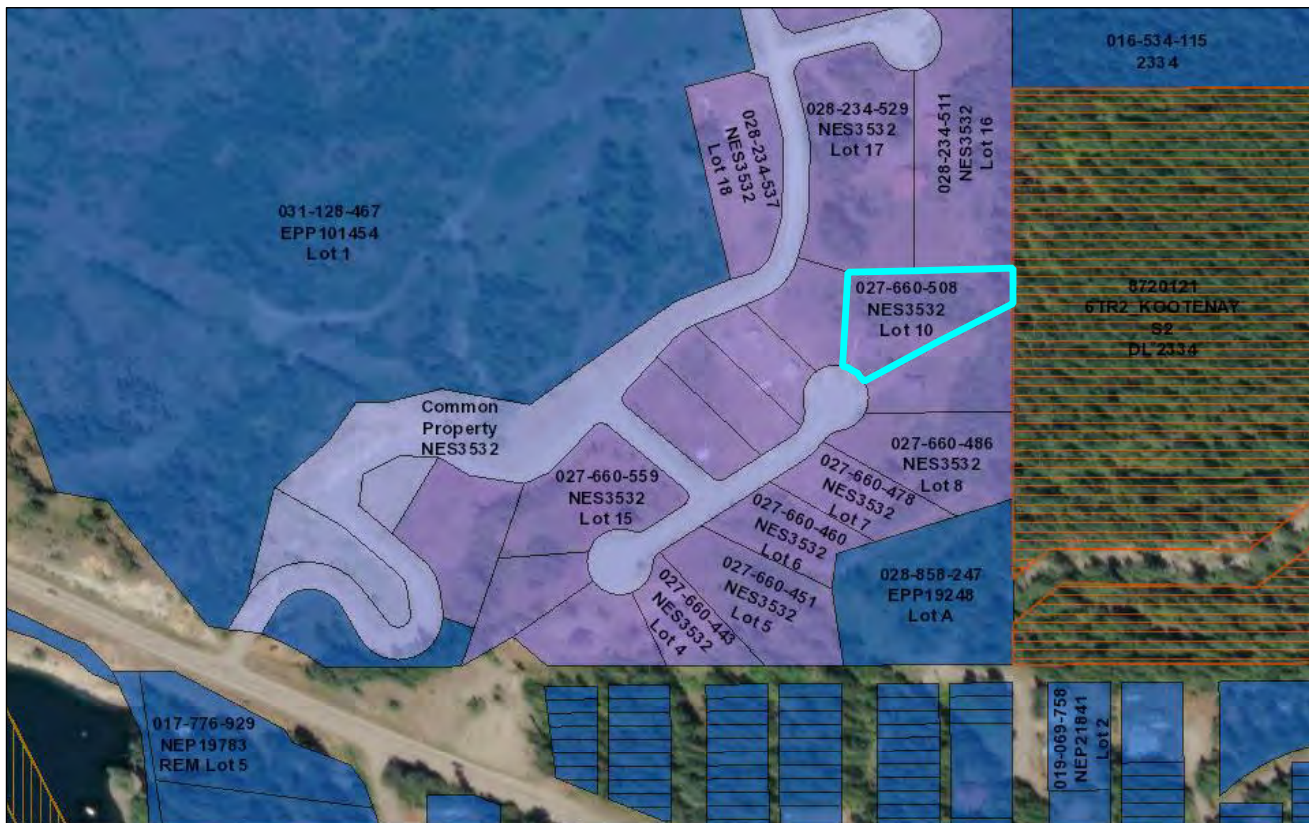 016-534-115
2334
028-234-529
NES3532
Lot 17
028-234-511
NES3532
Lot 16
028-234-537
NES3532
Lot 18
031-128-467
EPP101454
Lot 1
027-660-508
NES3532
Lot 10
8720121
6TR2 KOOTENAY
S2
DL 2334
Common
Property
NES3532
027-660-486
NES3532
Lot 8
027-660-559
NES3532
Lot 15
027-660-478
NES3532
Lot 7
027-660-460
NES3532
Lot 6
027-660-451
NES3532
Lot 5
027-660-443
NES3532
Lot 4
028-858-247
EPP19248
Lot A
017-776-929
NEP19783
REM Lot 5
019-069-758
NEP21841
Lot 2